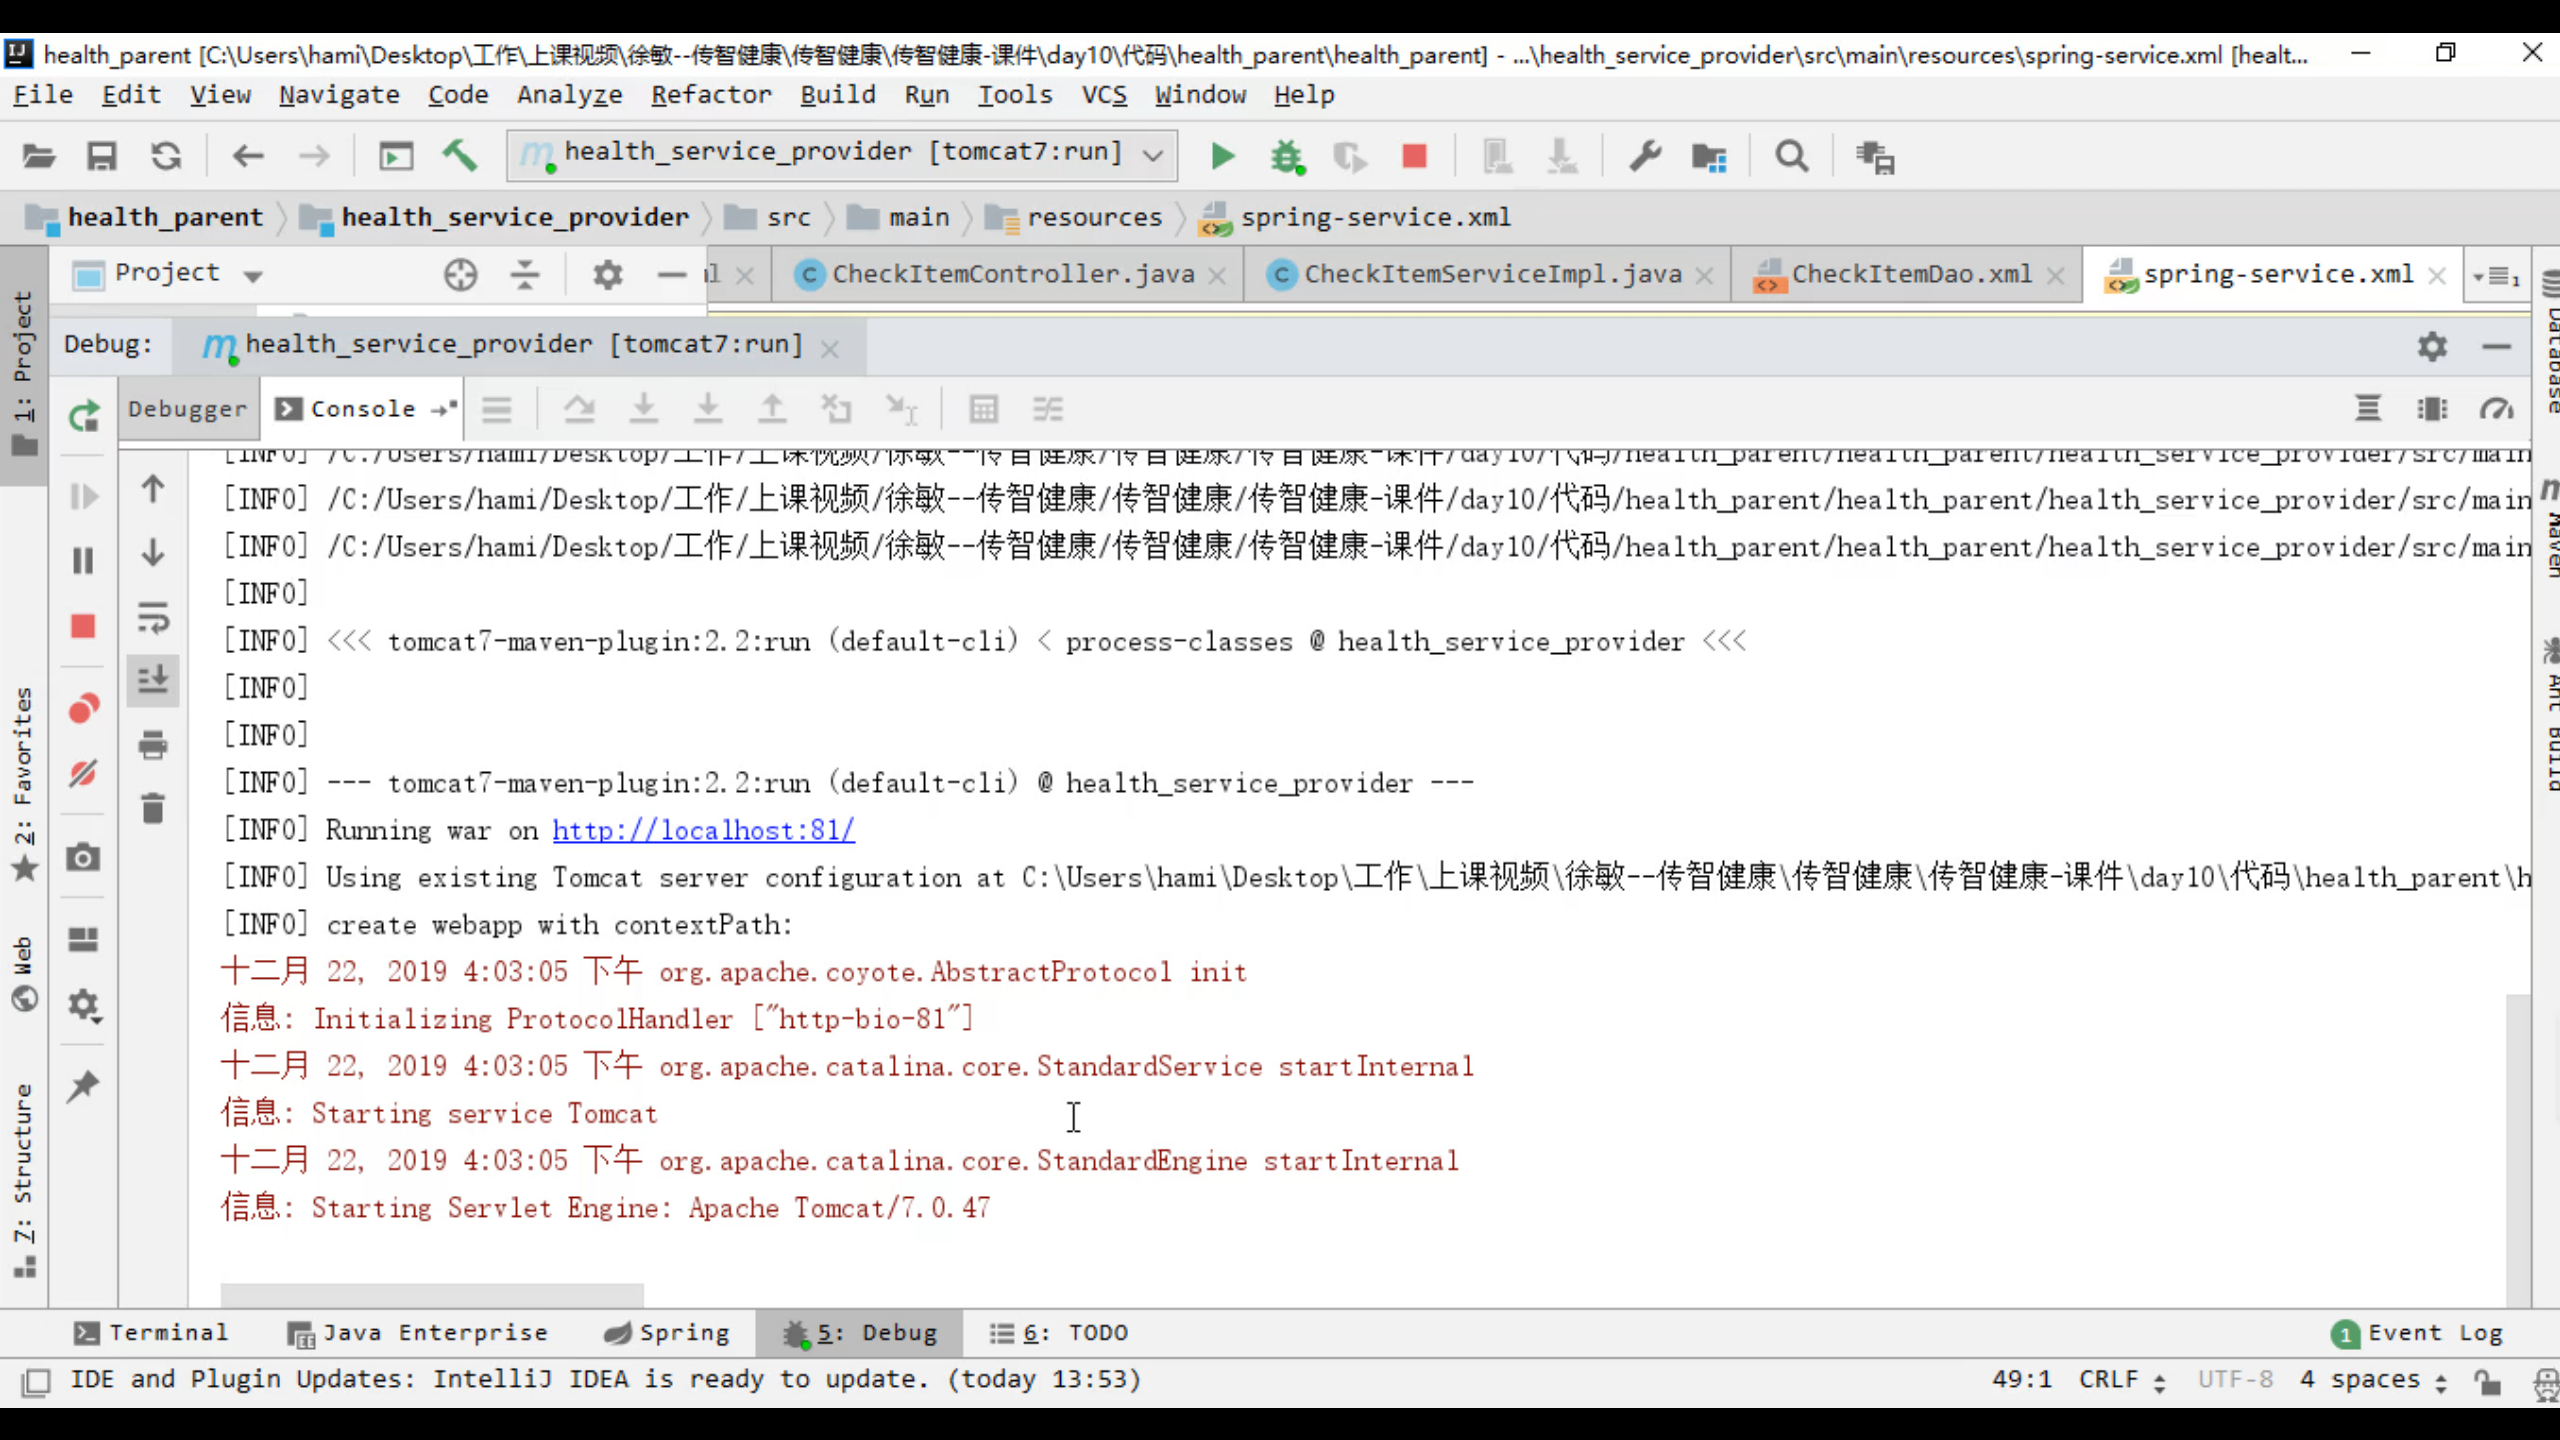 health_parent [C:\Users\hami\Desktop\工作\上课视频\徐敏--传智健康\传智健康\传智健康-课件\day10\代码\health_parent\health_parent] - ...\health_service_provider\src\main\resources\spring-service.xml [healt...
File Edit View Navigate Code Analyze Refactor Build Run Tools VCS Window Help
health_service_provider [tomcat7:run]
health_parent health_service_provider src main resources spring-service.xml
Project CheckItemController.java CheckItemServiceImpl.java CheckItemDao.xml spring-service.xml
Debug: health_service_provider [tomcat7:run]
Debugger Console
[INFO] /C:/Users/hami/Desktop/工作/上课视频/徐敏--传智健康/传智健康/传智健康-课件/day10/代码/health_parent/health_parent/health_service_provider/src/main
[INFO] /C:/Users/hami/Desktop/工作/上课视频/徐敏--传智健康/传智健康/传智健康-课件/day10/代码/health_parent/health_parent/health_service_provider/src/main
[INFO] /C:/Users/hami/Desktop/工作/上课视频/徐敏--传智健康/传智健康/传智健康-课件/day10/代码/health_parent/health_parent/health_service_provider/src/main
[INFO]
[INFO] <<< tomcat7-maven-plugin:2.2:run (default-cli) < process-classes @ health_service_provider <<<
[INFO]
[INFO]
[INFO] --- tomcat7-maven-plugin:2.2:run (default-cli) @ health_service_provider ---
[INFO] Running war on http://localhost:81/
[INFO] Using existing Tomcat server configuration at C:\Users\hami\Desktop\工作\上课视频\徐敏--传智健康\传智健康\传智健康-课件\day10\代码\health_parent\h
[INFO] create webapp with contextPath:
十二月 22, 2019 4:03:05 下午 org.apache.coyote.AbstractProtocol init
信息: Initializing ProtocolHandler ["http-bio-81"]
十二月 22, 2019 4:03:05 下午 org.apache.catalina.core.StandardService startInternal
信息: Starting service Tomcat
十二月 22, 2019 4:03:05 下午 org.apache.catalina.core.StandardEngine startInternal
信息: Starting Servlet Engine: Apache Tomcat/7.0.47
1: Project
2: Favorites
Web
7: Structure
Database
Maven
Ant Build
Terminal Java Enterprise Spring 5: Debug 6: TODO 1 Event Log
IDE and Plugin Updates: IntelliJ IDEA is ready to update. (today 13:53) 49:1 CRLF UTF-8 4 spaces